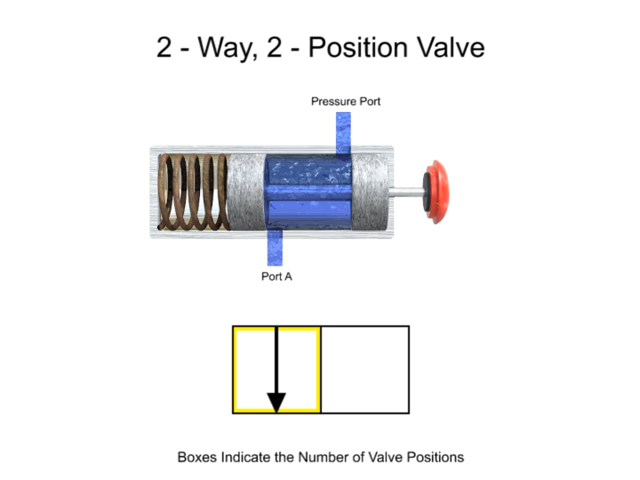 2 - Way, 2 - Position Valve
Pressure Port
Port A
Boxes Indicate the Number of Valve Positions